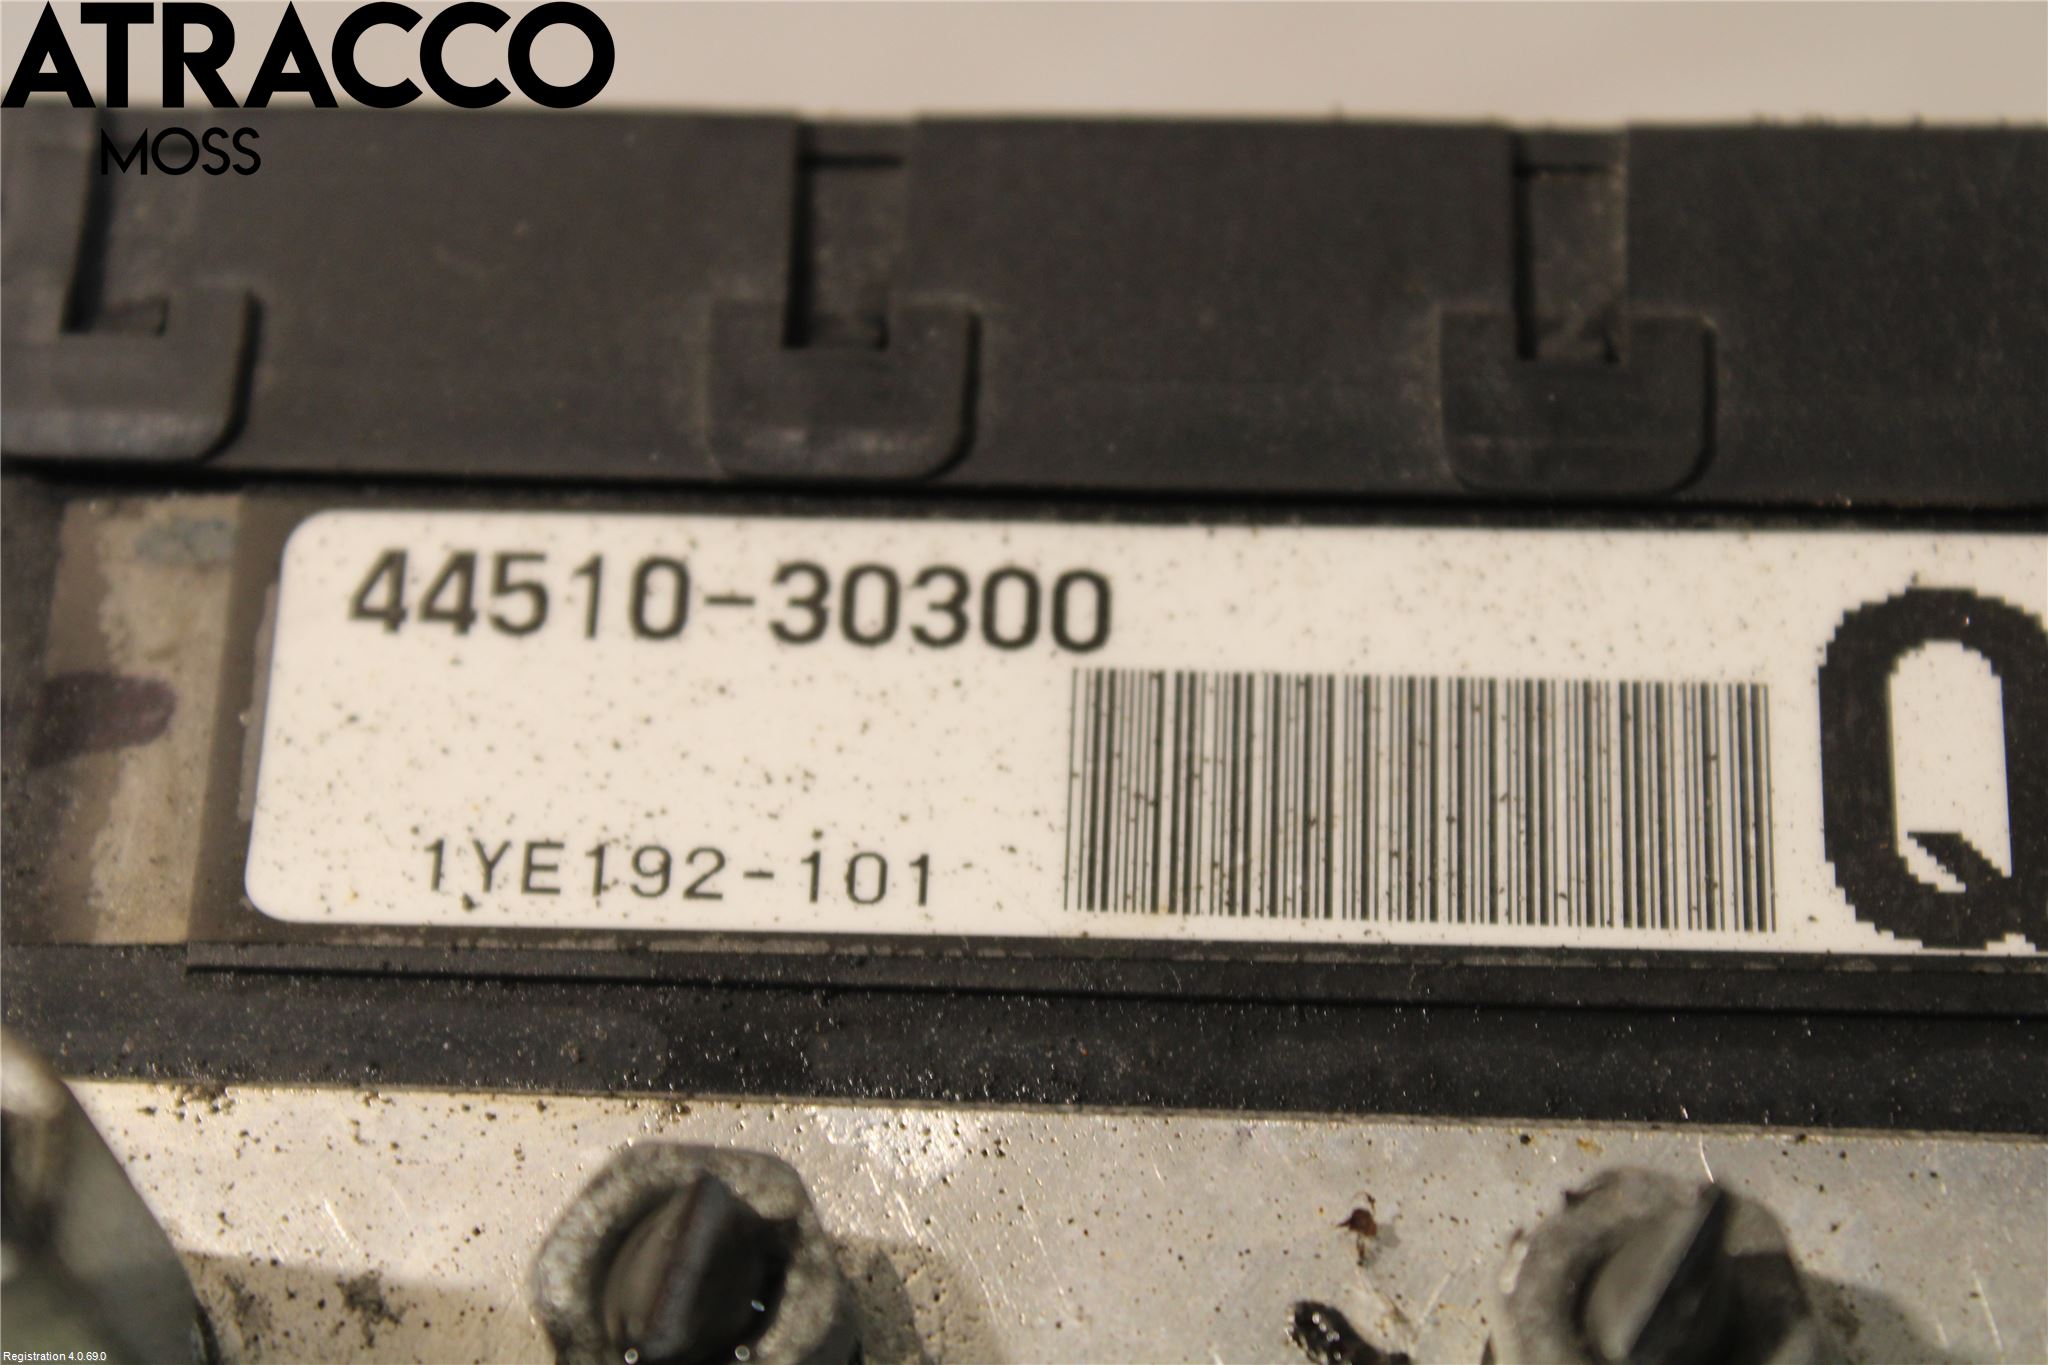 ATRACCO
MOSS
44510-30300
Q
1YE192-101
Registration 4.0.69.0